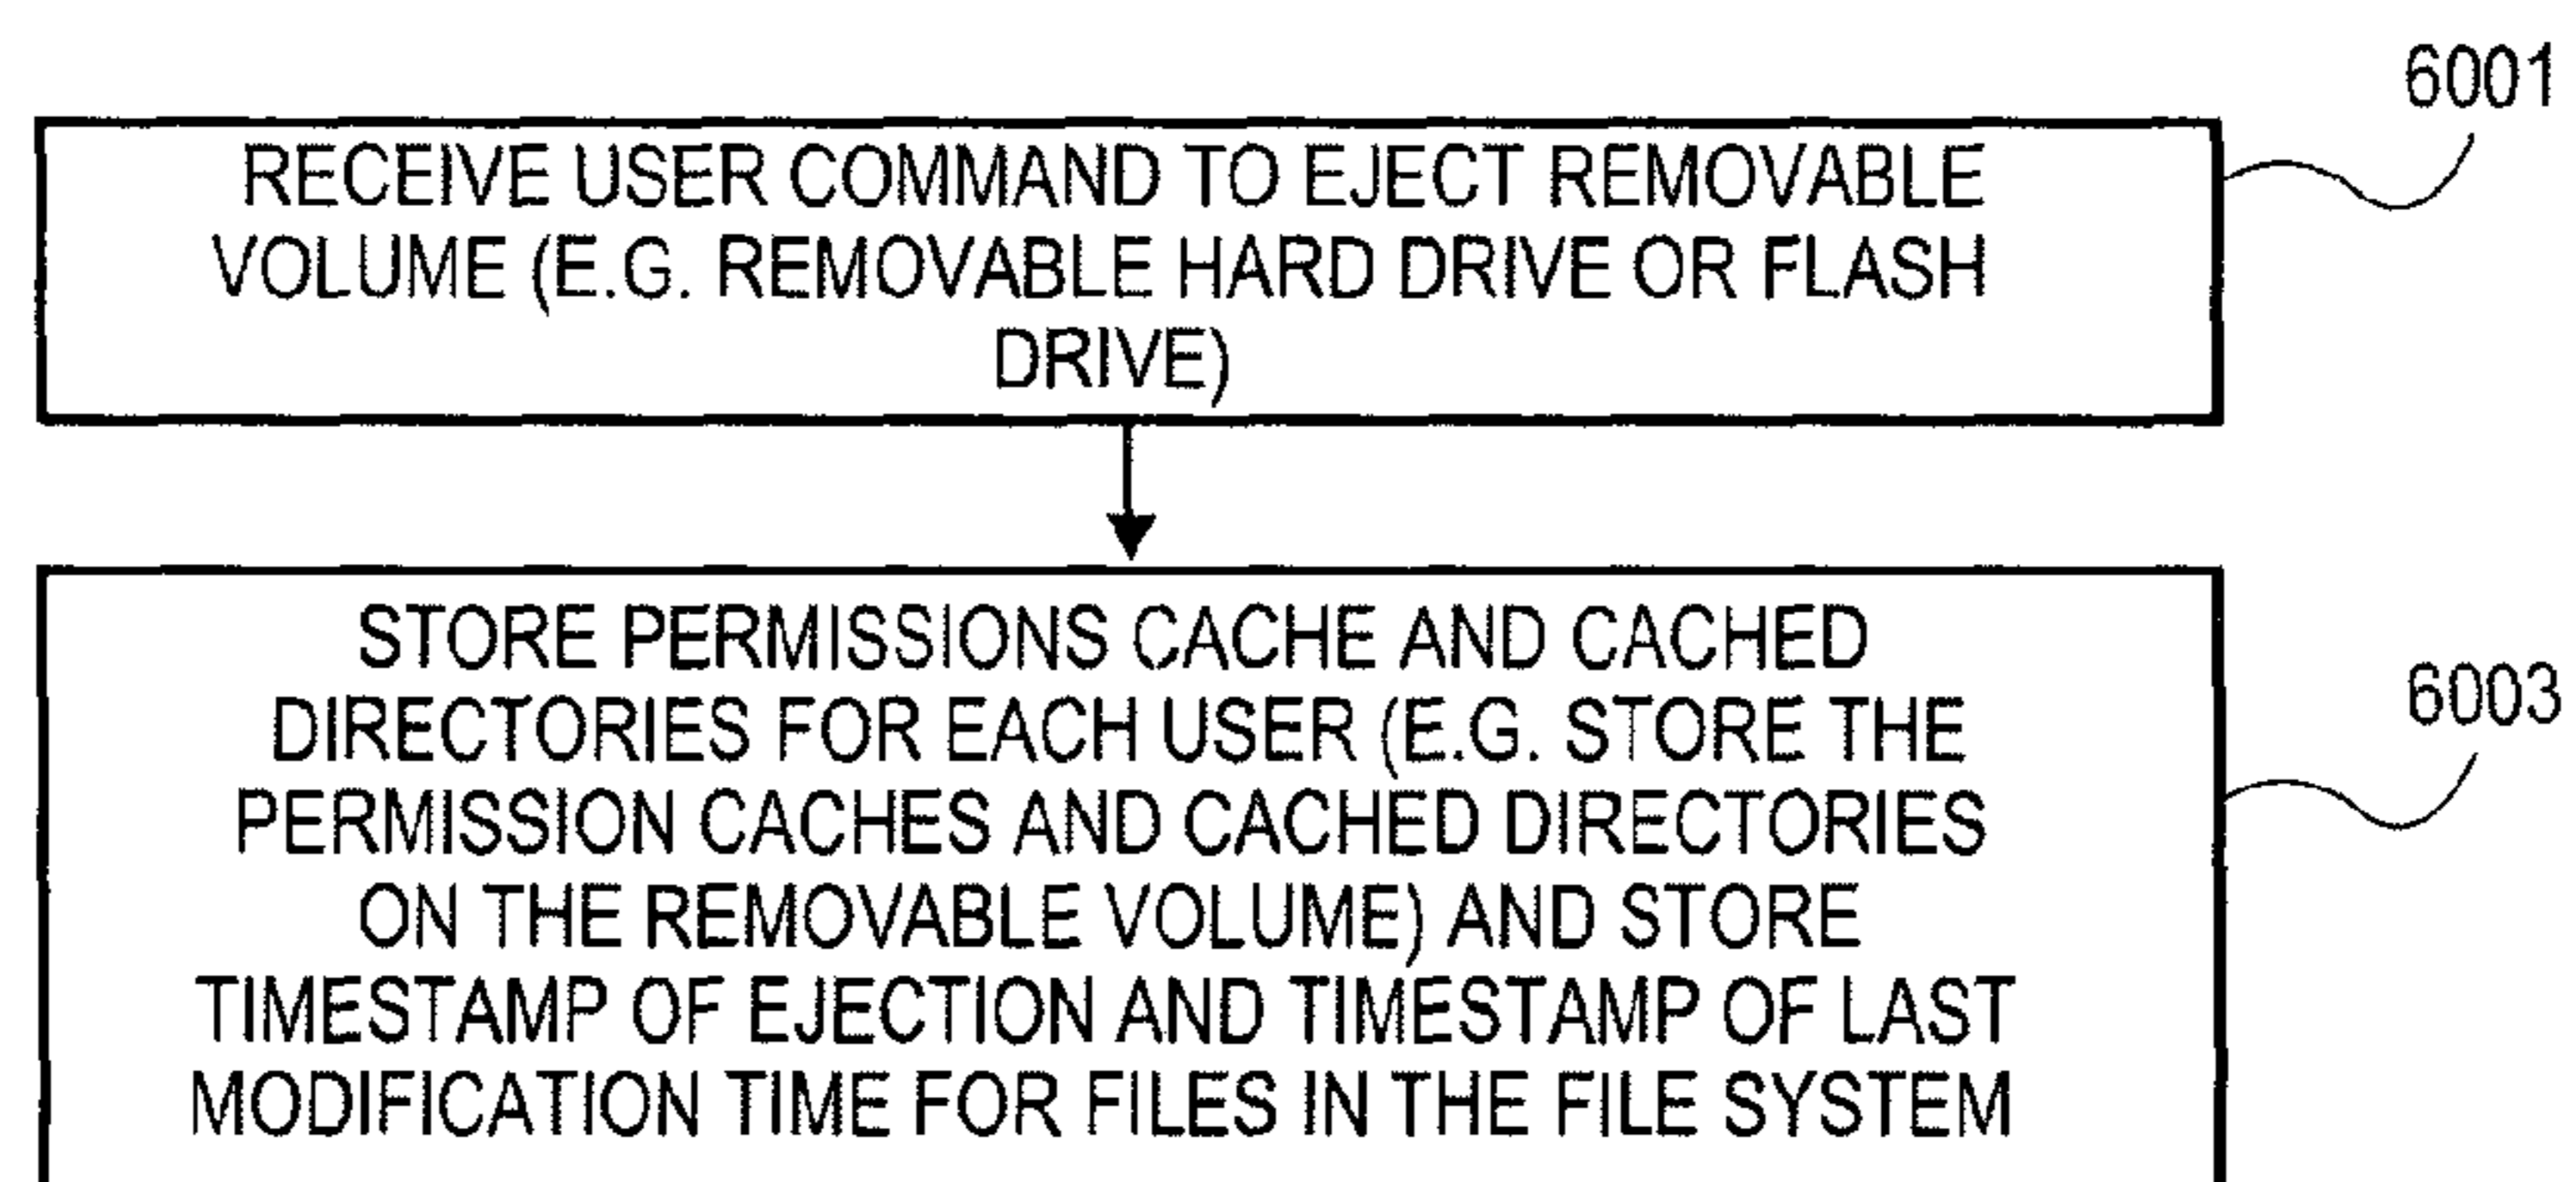 6001
RECEIVE USER COMMAND TO EJECT REMOVABLE
VOLUME (E.G. REMOVABLE HARD DRIVE OR FLASH
DRIVE)
STORE PERMISSIONS CACHE AND CACHED
DIRECTORIES FOR EACH USER (E.G. STORE THE
PERMISSION CACHES AND CACHED DIRECTORIES
ON THE REMOVABLE VOLUME) AND STORE
TIMESTAMP OF EJECTION AND TIMESTAMP OF LAST
MODIFICATION TIME FOR FILES IN THE FILE SYSTEM
6003